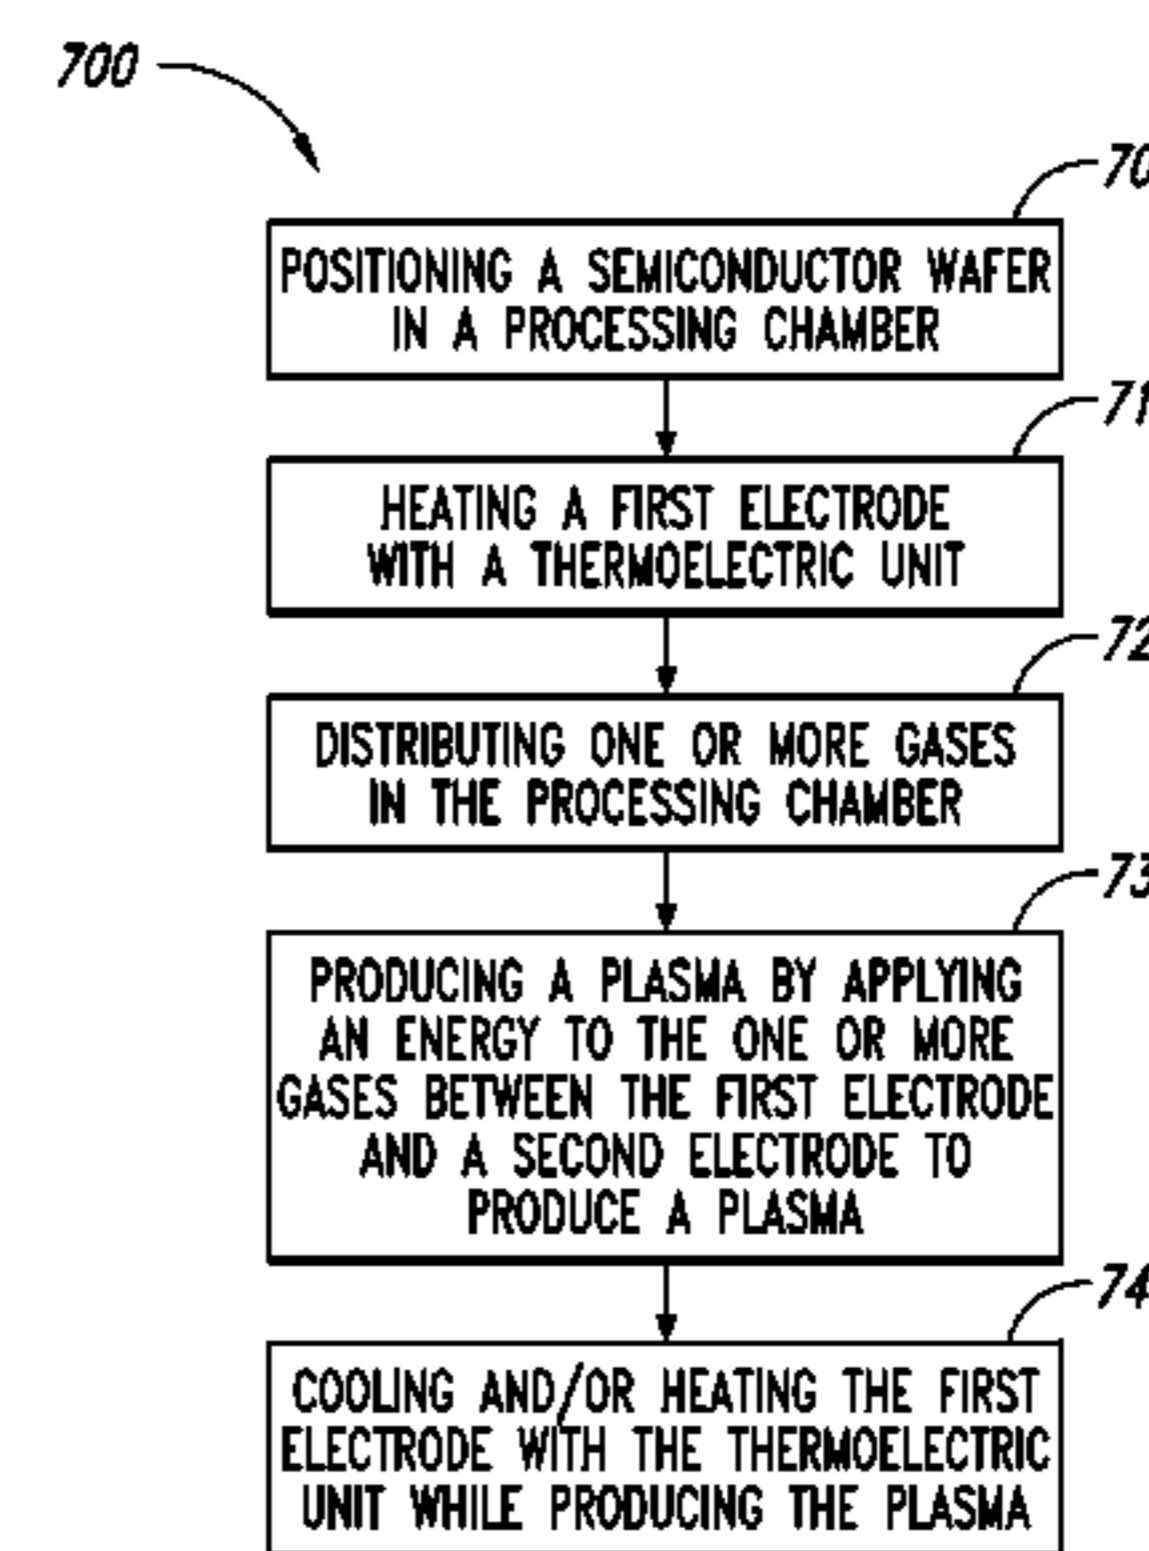 700
POSITIONING A SEMICONDUCTOR WAFER
IN A PROCESSING CHAMBER
HEATING A FIRST ELECTRODE
WITH A THERMOELECTRIC UNIT
DISTRIBUTING ONE OR MORE GASES
IN THE PROCESSING CHAMBER
PRODUCING A PLASMA BY APPLYING
AN ENERGY TO THE ONE OR MORE
GASES BETWEEN THE FIRST ELECTRODE
AND A SECOND ELECTRODE TO
PRODUCE A PLASMA
COOLING AND/OR HEATING THE FIRST
ELECTRODE WITH THE THERMOELECTRIC
UNIT WHILE PRODUCING THE PLASMA